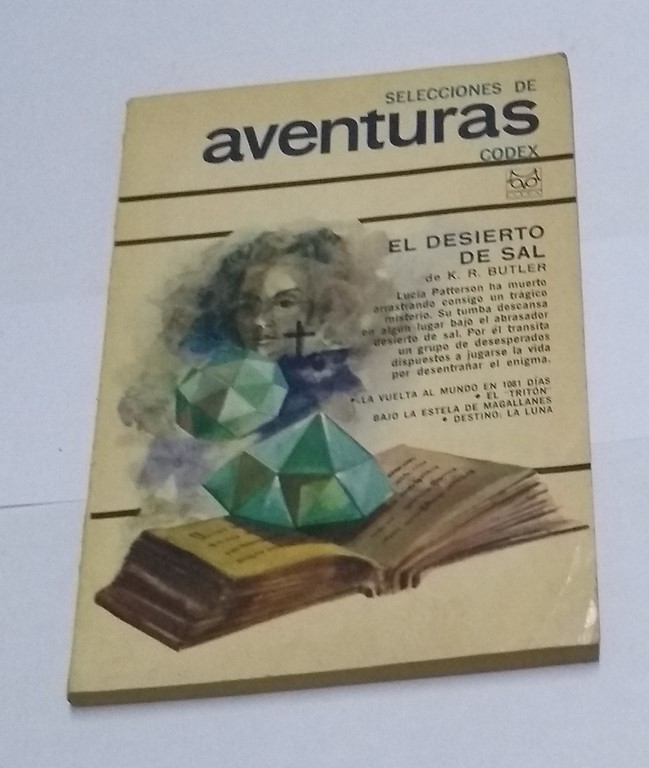 SELECCIONES DE
aventuras
CODEX
CODEX
EL DESIERTO
DE SAL
de K. R. BUTLER
Lucía Patterson ha muerto
arrastrando consigo un trágico
misterio. Su tumba descansa
en algún lugar bajo el abrasador
desierto de sal. Por él transita
un grupo de desesperados
dispuestos a jugarse la vida
por desentrañar el enigma.
• LA VUELTA AL MUNDO EN 1081 DÍAS
• EL "TRITÓN"
BAJO LA ESTELA DE MAGALLANES
• DESTINO: LA LUNA